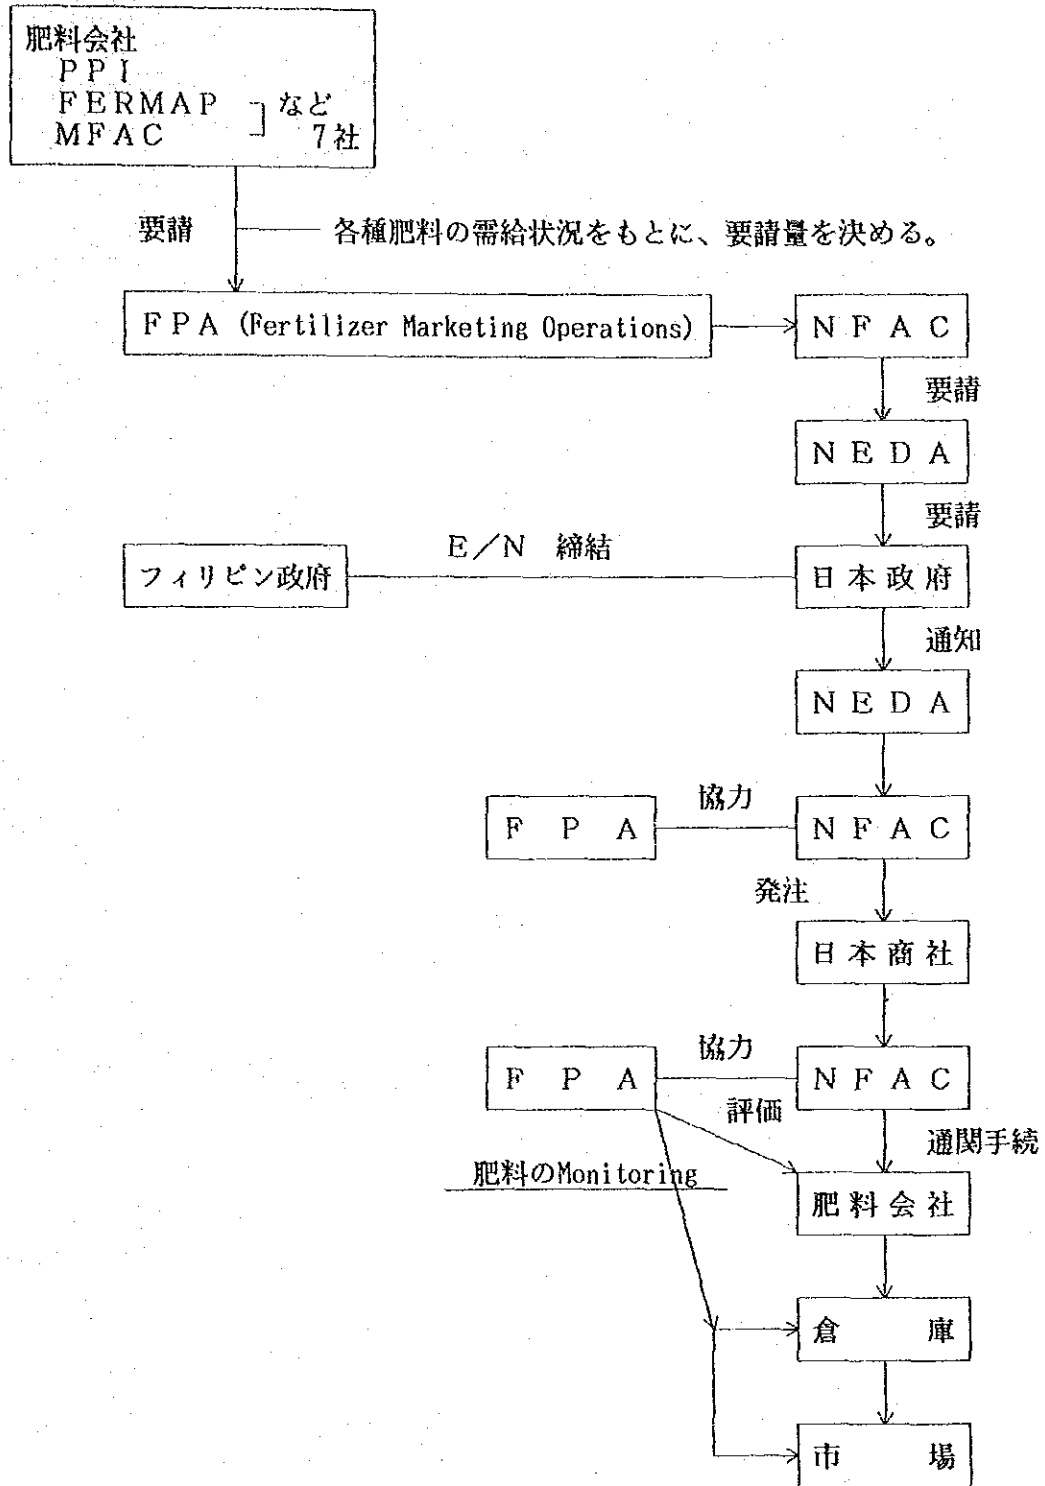 肥料会社
PPI
FERMAP など
MFAC 7社
要請 各種肥料の需給状況をもとに、要請量を決める。
FPA (Fertilizer Marketing Operations)
NFAC
要請
NEDA
要請
E/N 締結
フィリピン政府
日本政府
通知
NEDA
協力
FPA
NFAC
発注
日本商社
協力
FPA
NFAC
評価
通関手続
肥料のMonitoring
肥料会社
倉庫
市場